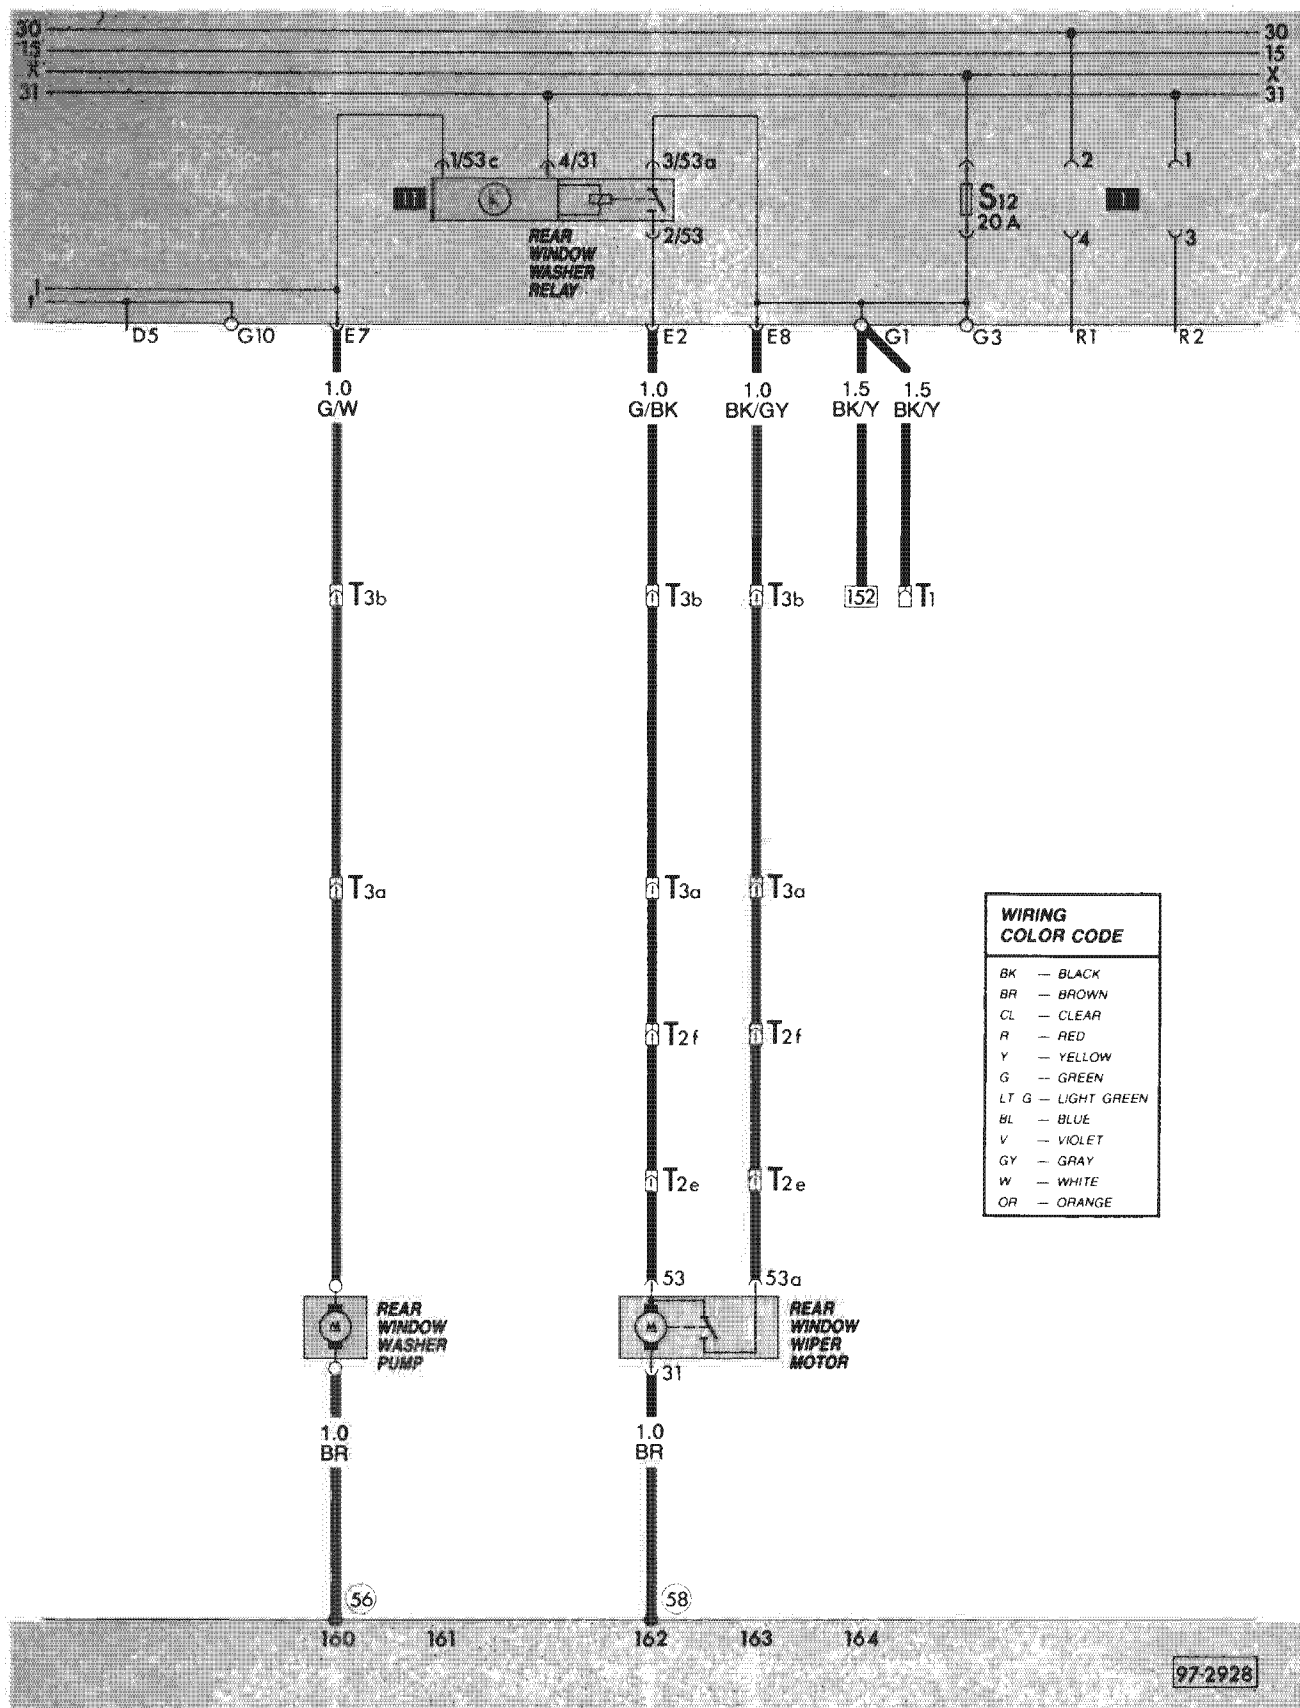 30 30
15 15
X X
31 31
1/53c 4/31 3/53a 2 1
11 K S12 1
20 A
2/53 4 3
REAR
WINDOW
WASHER
RELAY
D5 G10 E7 E2 E8 G1 G3 R1 R2
1.0 1.0 1.0 1.5 1.5
G/W G/BK BK/GY BK/Y BK/Y
T3b T3b T3b 152 T1
T3a T3a T3a
WIRING
COLOR CODE
BK — BLACK
BR — BROWN
CL — CLEAR
R — RED
Y — YELLOW
G — GREEN
LT G — LIGHT GREEN
BL — BLUE
V — VIOLET
GY — GRAY
W — WHITE
OR — ORANGE
T2f T2f
T2e T2e
53 53a
REAR
WINDOW
WASHER
PUMP
M
M
REAR
WINDOW
WIPER
MOTOR
31
1.0 1.0
BR BR
56 58
160 161 162 163 164
97-2928